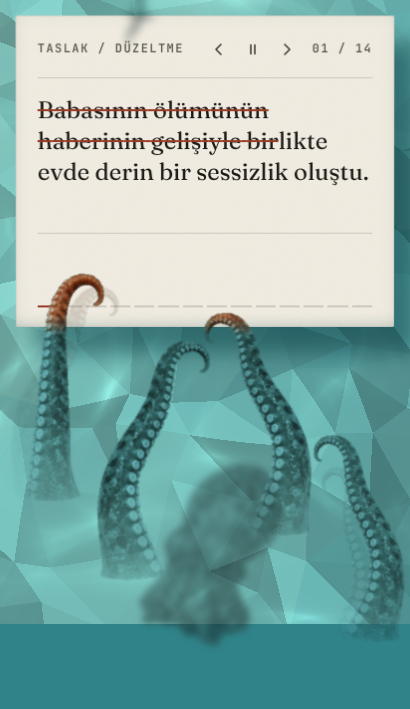 TASLAK / DÜZELTME 01 / 14
Babasının ölümünün
haberinin gelişiyle birlikte
evde derin bir sessizlik oluştu.